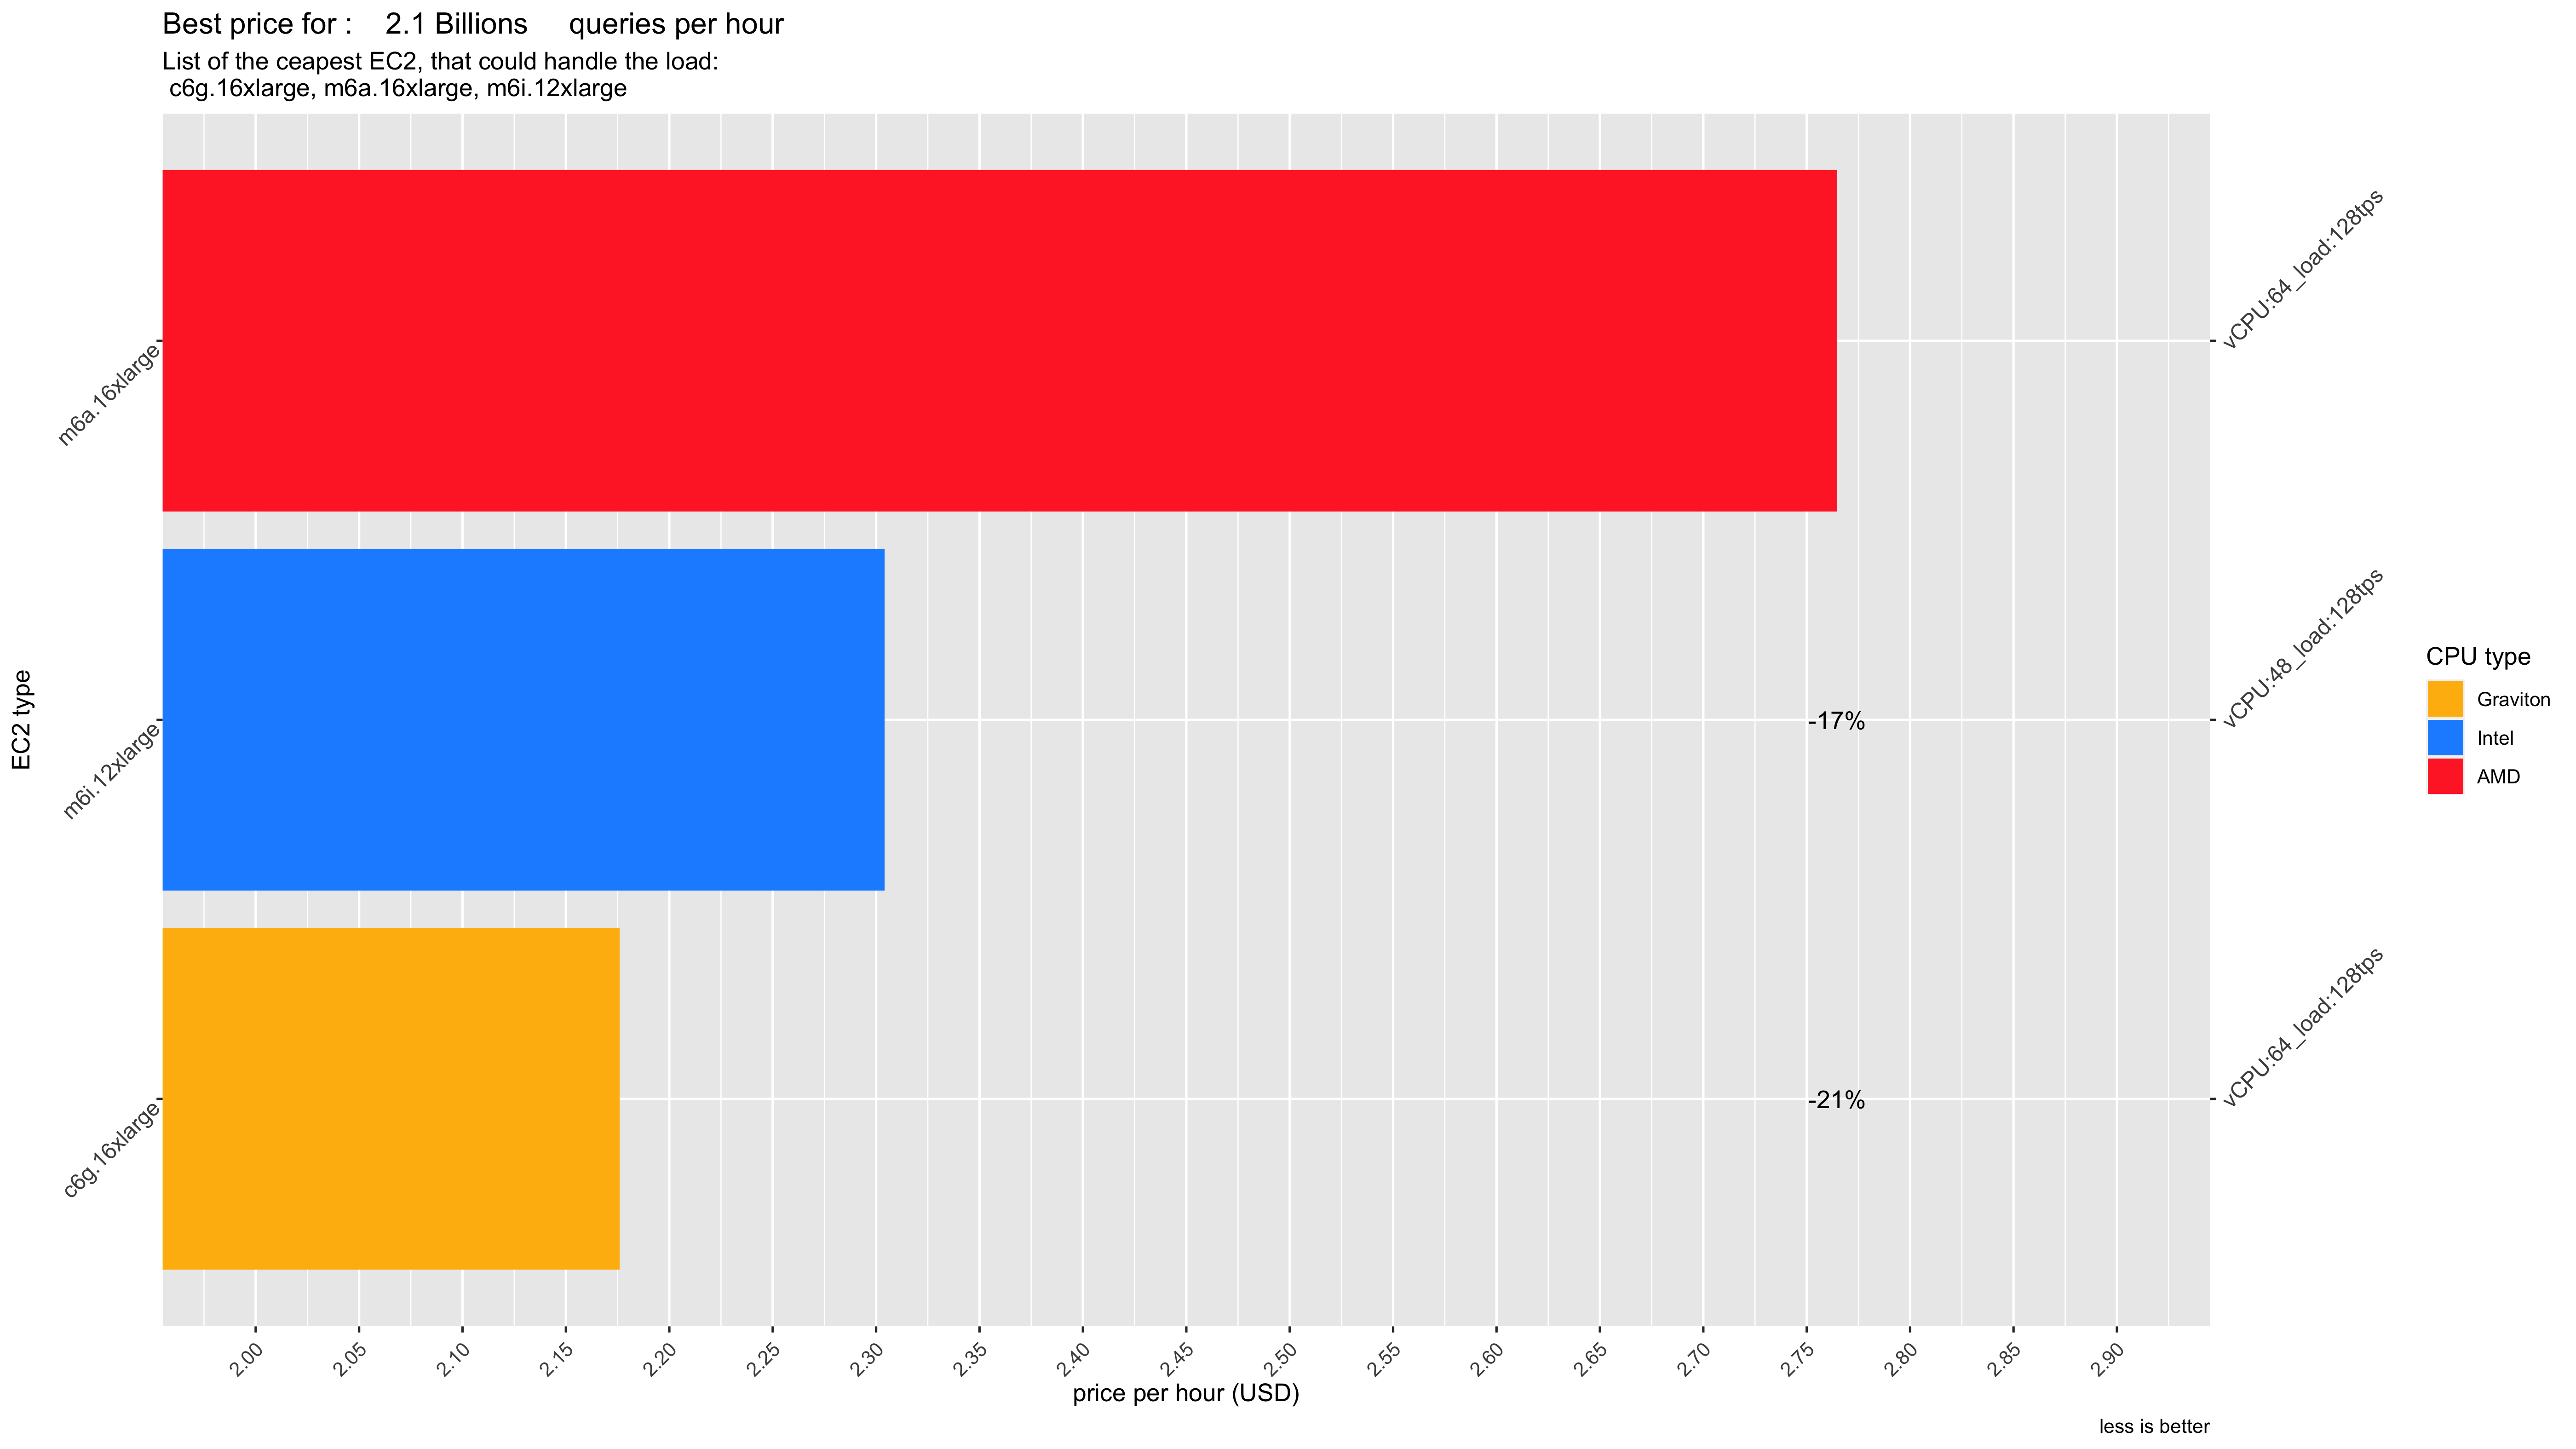 Best price for : 2.1 Billions queries per hour
List of the ceapest EC2, that could handle the load:
c6g.16xlarge, m6a.16xlarge, m6i.12xlarge
EC2 type
m6a.16xlarge
m6i.12xlarge
c6g.16xlarge
-17%
-21%
vCPU:64_load:128tps
vCPU:48_load:128tps
vCPU:64_load:128tps
CPU type
Graviton
Intel
AMD
2.00 2.05 2.10 2.15 2.20 2.25 2.30 2.35 2.40 2.45 2.50 2.55 2.60 2.65 2.70 2.75 2.80 2.85 2.90
price per hour (USD)
less is better